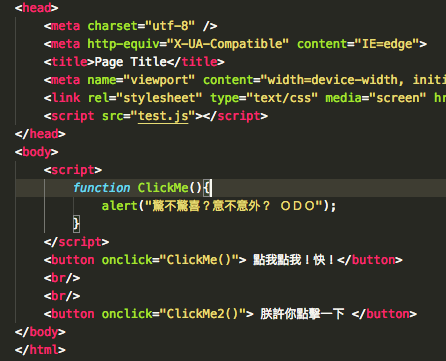 <head>
<meta charset="utf-8" />
<meta http-equiv="X-UA-Compatible" content="IE=edge">
<title>Page Title</title>
<meta name="viewport" content="width=device-width, initi
<link rel="stylesheet" type="text/css" media="screen" hr
<script src="test.js"></script>
</head>
<body>
<script>
function ClickMe(){
alert("驚不驚喜？意不意外？ ＯＤＯ");
}
</script>
<button onclick="ClickMe()"> 點我點我！快！</button>
<br/>
<br/>
<button onclick="ClickMe2()"> 朕許你點擊一下 </button>
</body>
</html>